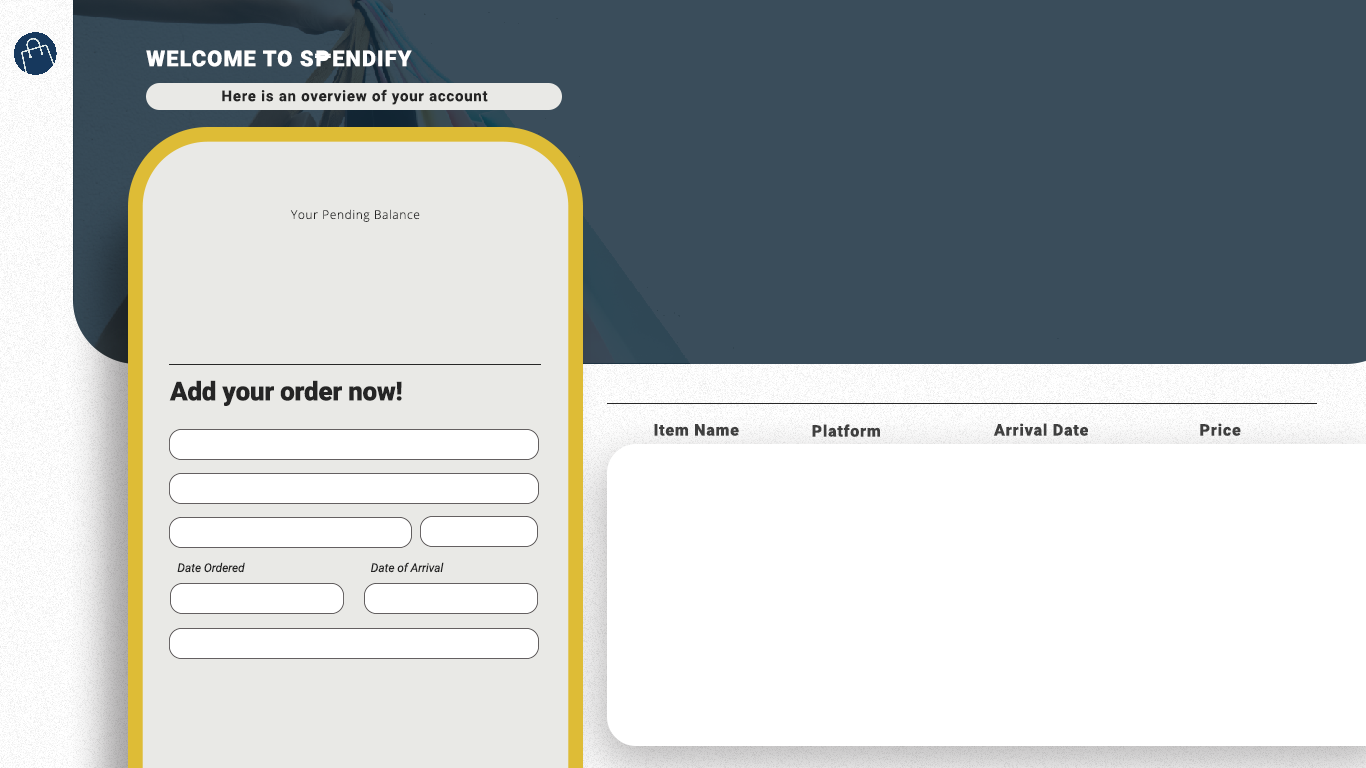 WELCOME TO S₱ENDIFY
Here is an overview of your account
Your Pending Balance
Add your order now!
Date Ordered Date of Arrival
Item Name Platform Arrival Date Price